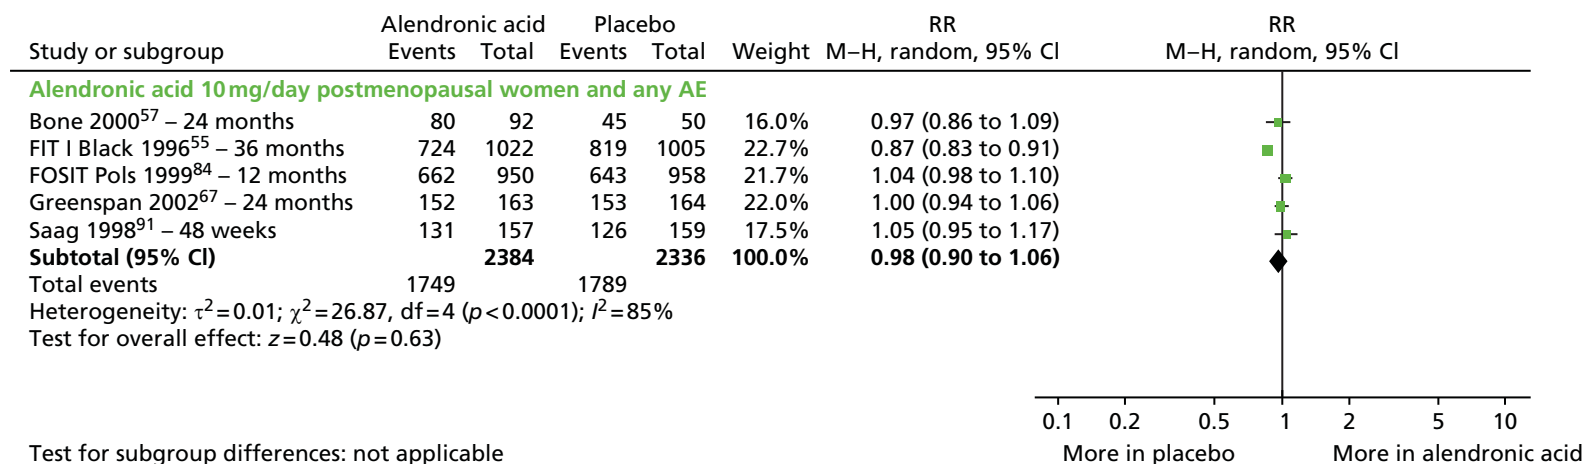 Alendronic acid Placebo RR RR
Study or subgroup Events Total Events Total Weight M–H, random, 95% CI M–H, random, 95% CI
Alendronic acid 10 mg/day postmenopausal women and any AE
Bone 2000⁵⁷ – 24 months 80 92 45 50 16.0% 0.97 (0.86 to 1.09)
FIT I Black 1996⁵⁵ – 36 months 724 1022 819 1005 22.7% 0.87 (0.83 to 0.91)
FOSIT Pols 1999⁸⁴ – 12 months 662 950 643 958 21.7% 1.04 (0.98 to 1.10)
Greenspan 2002⁶⁷ – 24 months 152 163 153 164 22.0% 1.00 (0.94 to 1.06)
Saag 1998⁹¹ – 48 weeks 131 157 126 159 17.5% 1.05 (0.95 to 1.17)
Subtotal (95% CI) 2384 2336 100.0% 0.98 (0.90 to 1.06)
Total events 1749 1789
Heterogeneity: τ²=0.01; χ²=26.87, df=4 (p<0.0001); I²=85%
Test for overall effect: z=0.48 (p=0.63)
0.1 0.2 0.5 1 2 5 10
More in placebo More in alendronic acid
Test for subgroup differences: not applicable